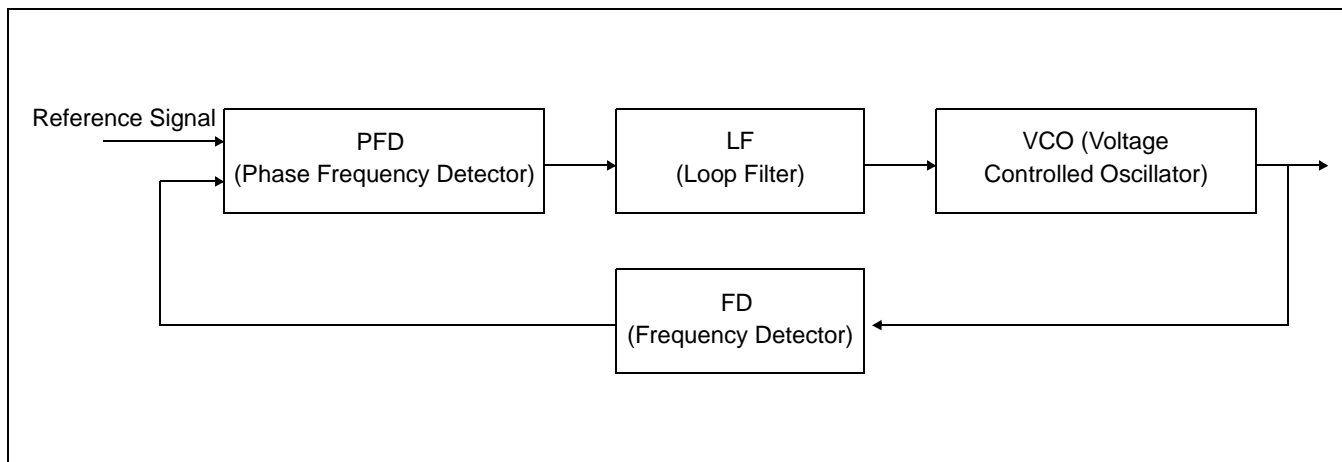 Reference Signal
PFD
(Phase Frequency Detector)
LF
(Loop Filter)
VCO (Voltage
Controlled Oscillator)
FD
(Frequency Detector)